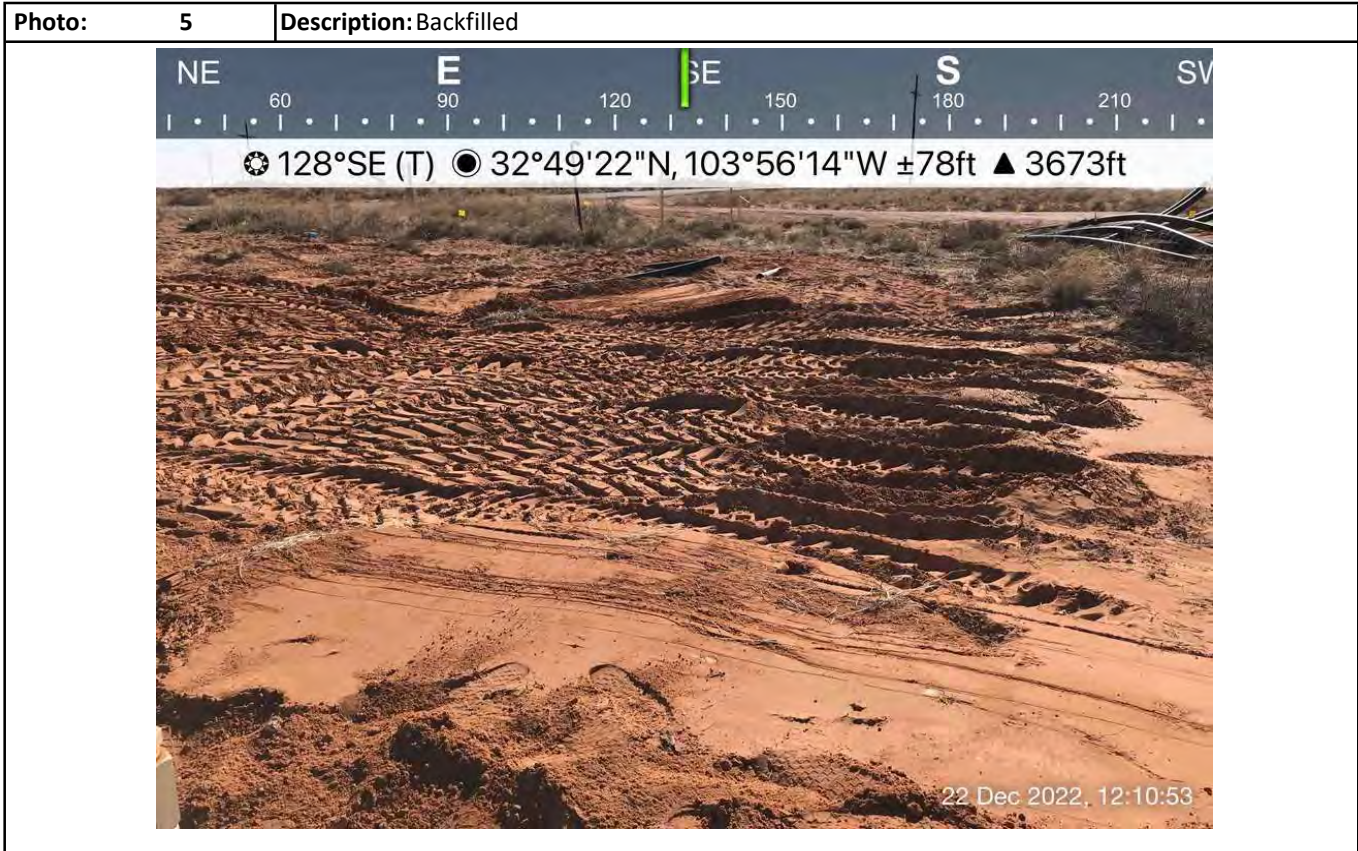 Photo: 5 Description: Backfilled
NE E SE S SW
60 90 120 150 180 210
128°SE (T) 32°49'22"N, 103°56'14"W ±78ft ▲ 3673ft
22 Dec 2022, 12:10:53